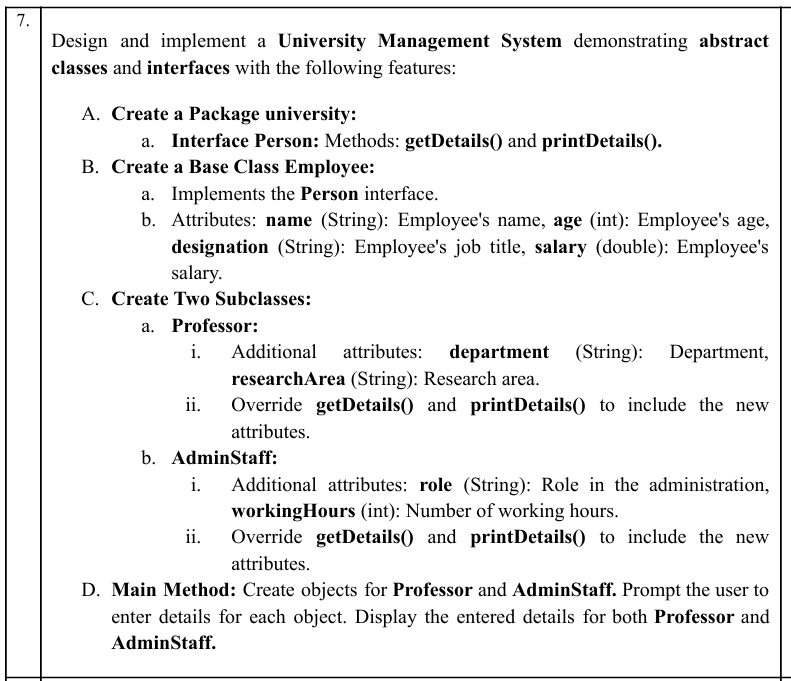 7.
Design and implement a University Management System demonstrating abstract
classes and interfaces with the following features:
A. Create a Package university:
a. Interface Person: Methods: getDetails() and printDetails().
B. Create a Base Class Employee:
a. Implements the Person interface.
b. Attributes: name (String): Employee's name, age (int): Employee's age,
designation (String): Employee's job title, salary (double): Employee's
salary.
C. Create Two Subclasses:
a. Professor:
i. Additional attributes: department (String): Department,
researchArea (String): Research area.
ii. Override getDetails() and printDetails() to include the new
attributes.
b. AdminStaff:
i. Additional attributes: role (String): Role in the administration,
workingHours (int): Number of working hours.
ii. Override getDetails() and printDetails() to include the new
attributes.
D. Main Method: Create objects for Professor and AdminStaff. Prompt the user to
enter details for each object. Display the entered details for both Professor and
AdminStaff.